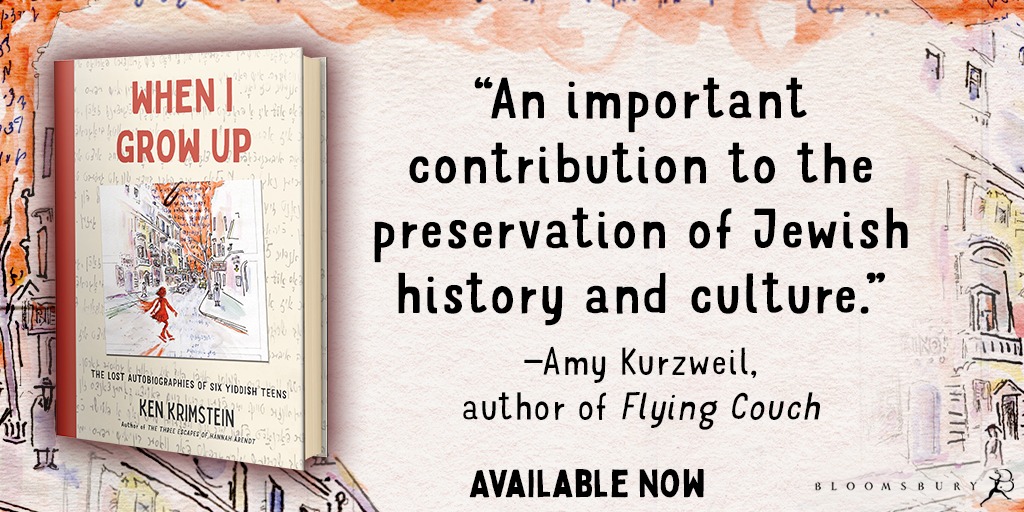 WHEN I
GROW UP
THE LOST AUTOBIOGRAPHIES OF SIX YIDDISH TEENS
KEN KRIMSTEIN
Author of THE THREE ESCAPES OF HANNAH ARENDT
“An important
contribution to the
preservation of Jewish
history and culture.”
–Amy Kurzweil,
author of Flying Couch
AVAILABLE NOW
BLOOMSBURY